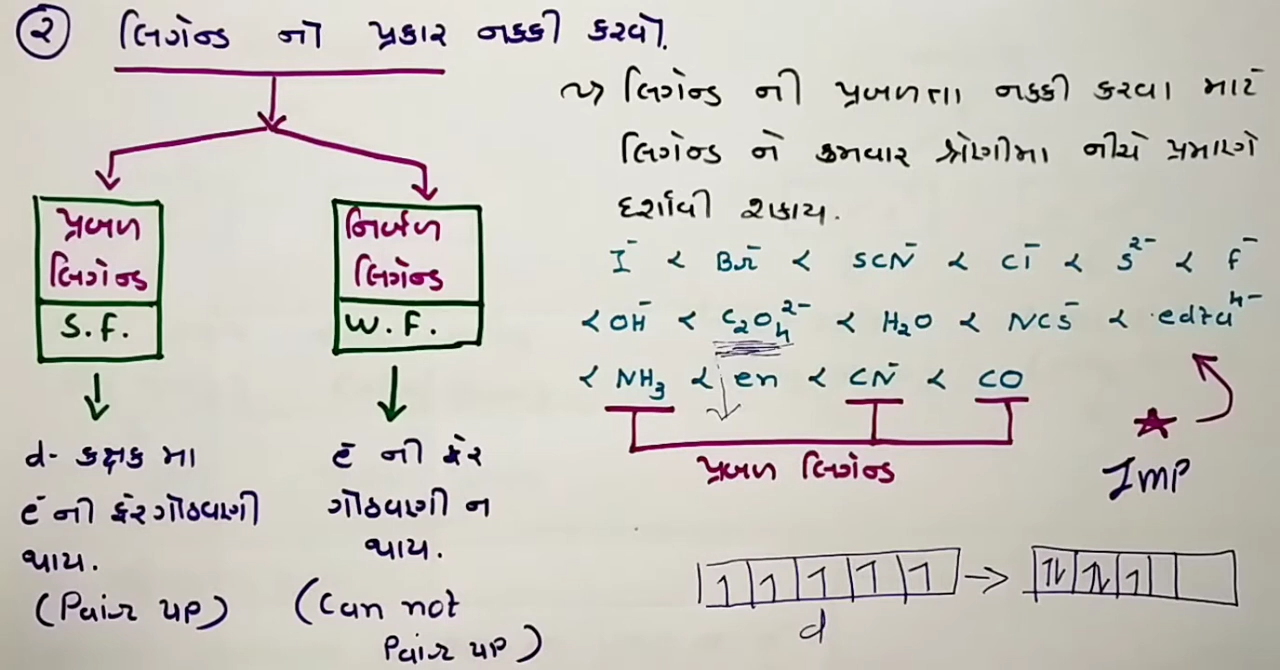 ૨ લિગેન્ડ નો પ્રકાર નક્કી કરવો.
પ્રબળ
લિગેન્ડ
S.F.
d- કક્ષક મા
ē ની ફેરગોઠવણી
થાય.
(Pair up)
નિર્બળ
લિગેન્ડ
W.F.
ē ની ફેર
ગોઠવણી ન
થાય.
(Can not
Pair up)
લિગેન્ડ ની પ્રબળતા નક્કી કરવા માટે
લિગેન્ડ ને ક્રમવાર શ્રેણીમા નીચે પ્રમાણે
દર્શાવી શકાય.
I⁻ < Br⁻ < SCN⁻ < Cl⁻ < S²⁻ < F⁻
< OH⁻ < C₂O₄²⁻ < H₂O < NCS⁻ < edta⁴⁻
< NH₃ < en < CN⁻ < CO
પ્રબળ લિગેન્ડ
Imp
1 1 1 1 1 → 1L 1L 1
d